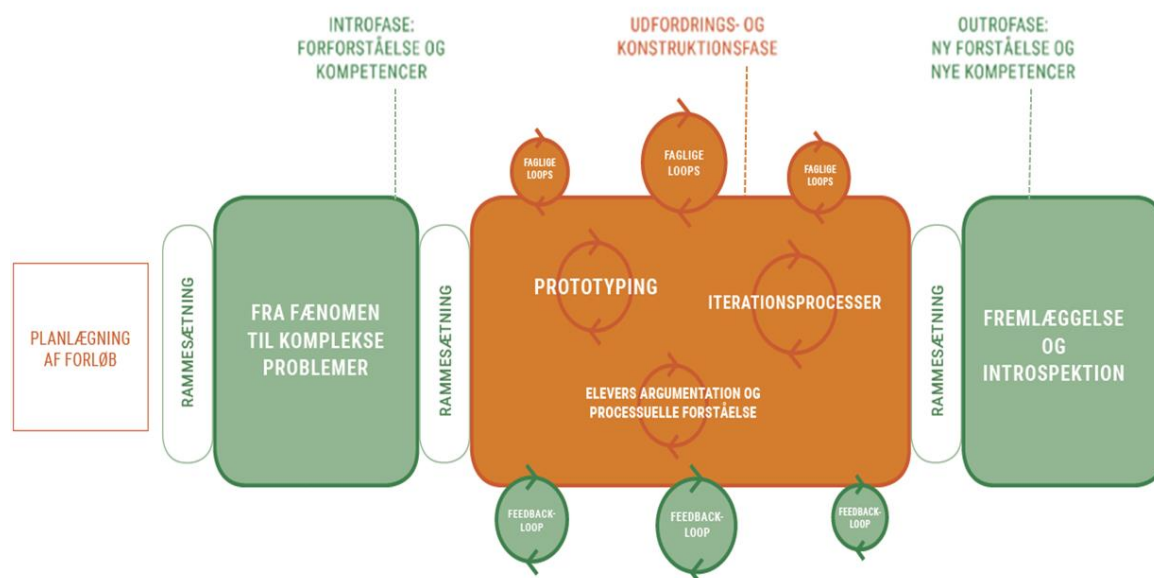 INTROFASE:
FORFORSTÅELSE OG
KOMPETENCER
UDFORDRINGS- OG
KONSTRUKTIONSFASE
OUTROFASE:
NY FORSTÅELSE OG
NYE KOMPETENCER
FAGLIGE
LOOPS
FAGLIGE
LOOPS
FAGLIGE
LOOPS
PLANLÆGNING
AF FORLØB
RAMMESÆTNING
FRA FÆNOMEN
TIL KOMPLEKSE
PROBLEMER
RAMMESÆTNING
PROTOTYPING
ITERATIONSPROCESSER
ELEVERS ARGUMENTATION OG
PROCESSUELLE FORSTÅELSE
RAMMESÆTNING
FREMLÆGGELSE
OG
INTROSPEKTION
FEEDBACK-
LOOP
FEEDBACK-
LOOP
FEEDBACK-
LOOP